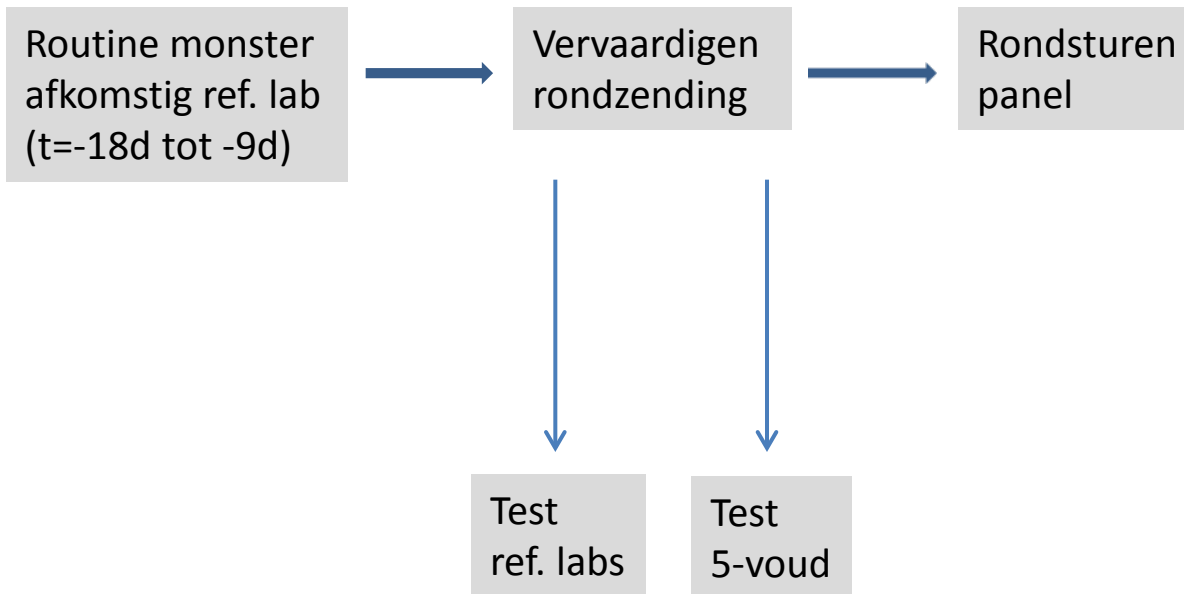 Routine monster
afkomstig ref. lab
(t=-18d tot -9d)
Vervaardigen
rondzending
Rondsturen
panel
Test
ref. labs
Test
5-voud